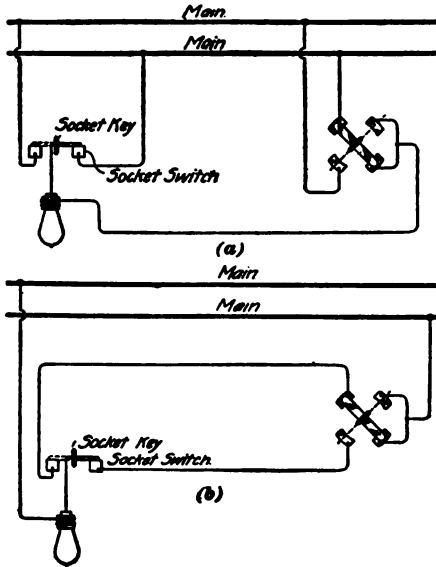 Main
Main
Socket Key
Socket Switch
(a)
Main
Main
Socket Key
Socket Switch
(b)